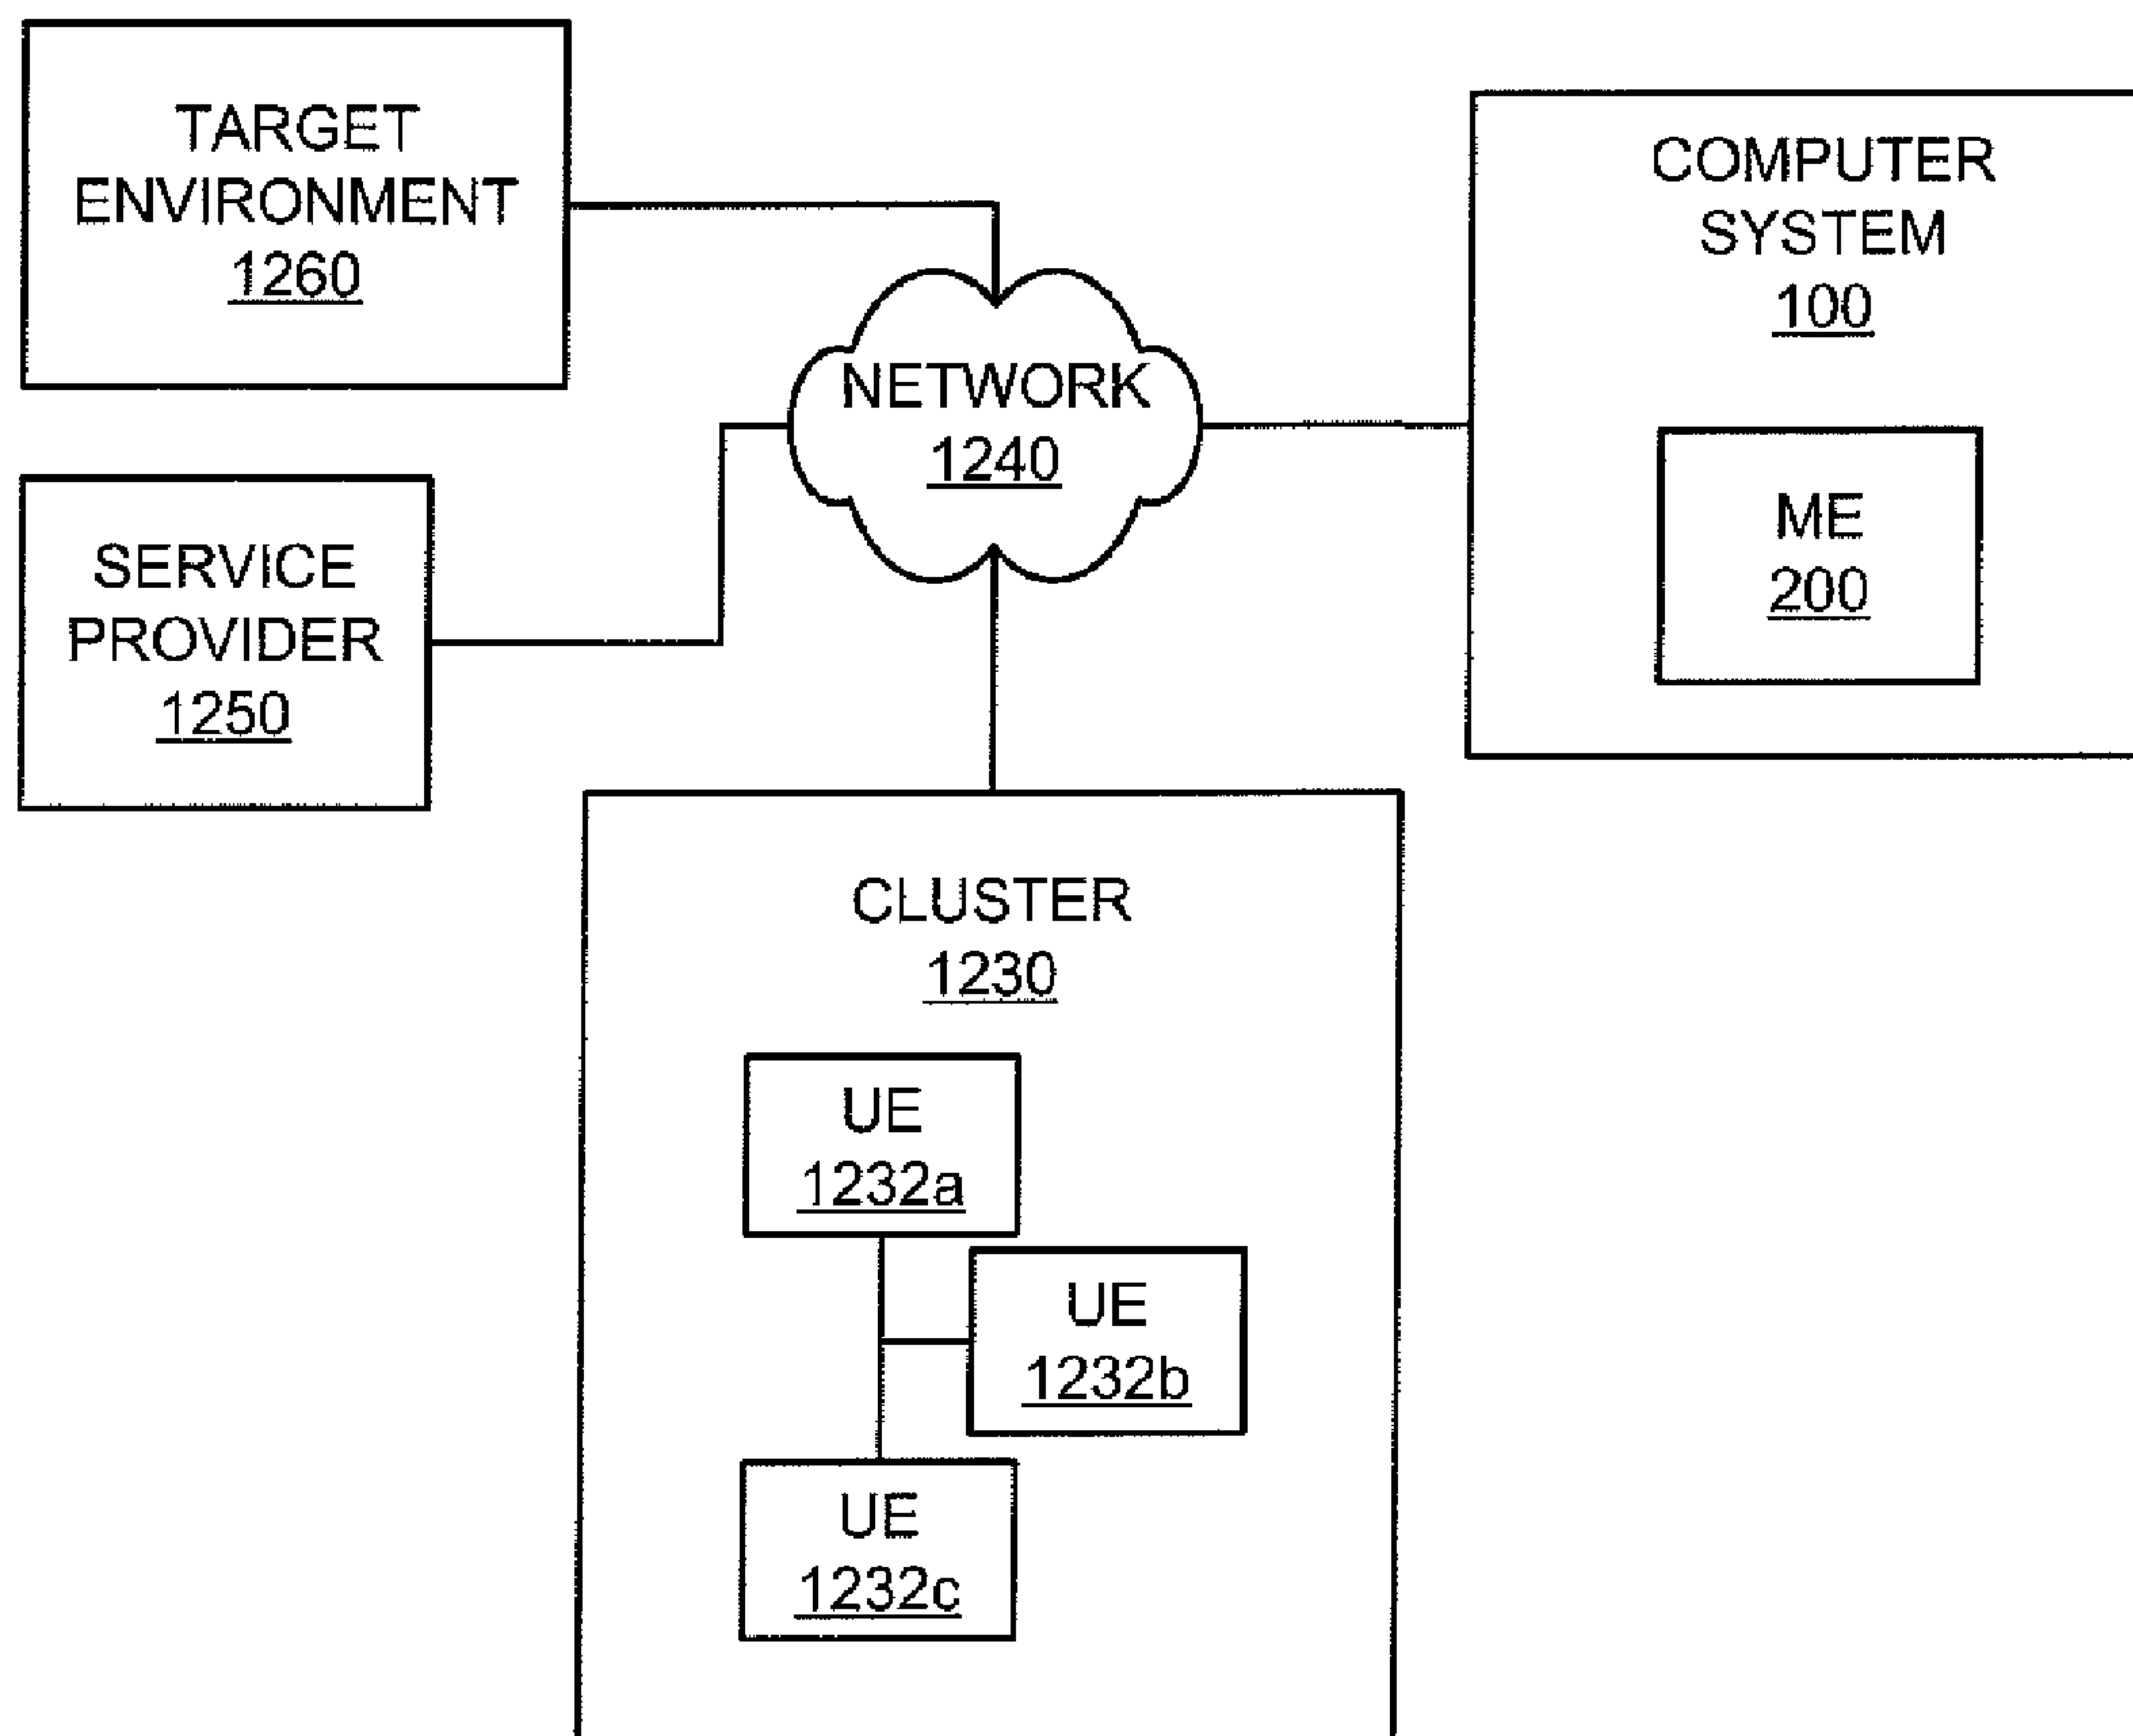 TARGET
ENVIRONMENT
1260
COMPUTER
SYSTEM
100
NETWORK
1240
ME
200
SERVICE
PROVIDER
1250
CLUSTER
1230
UE
1232a
UE
1232b
UE
1232c